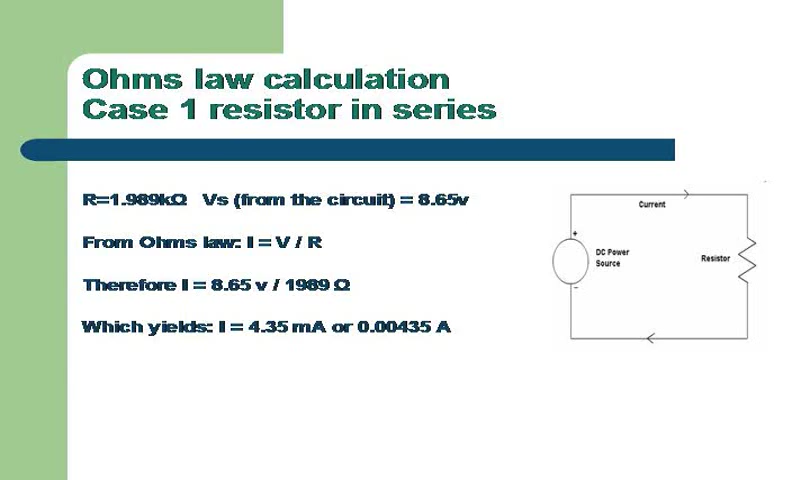 Ohms law calculation
Case 1 resistor in series
R=1.989kΩ Vs (from the circuit) = 8.65v
From Ohms law: I = V / R
Therefore I = 8.65 v / 1989 Ω
Which yields: I = 4.35 mA or 0.00435 A
Current
+
DC Power
Source
Resistor
-